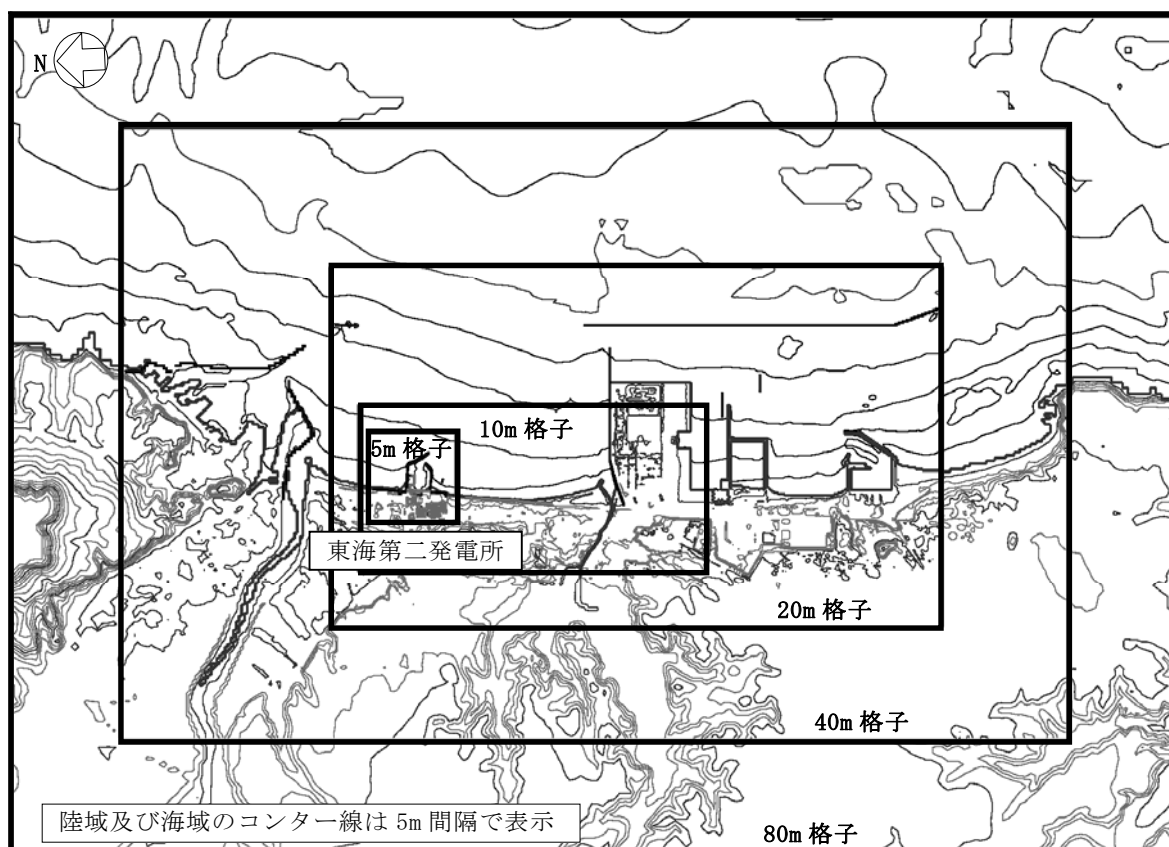 N
10m 格子
5m 格子
東海第二発電所
20m 格子
40m 格子
陸域及び海域のコンター線は 5m 間隔で表示
80m 格子